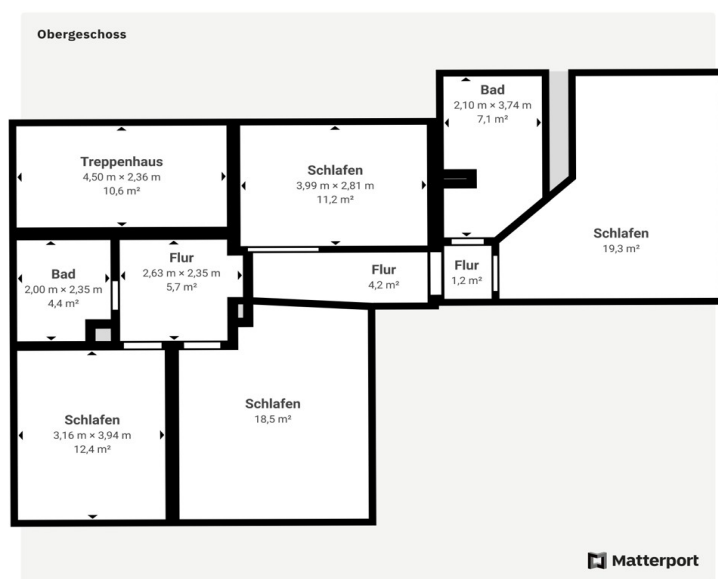 Obergeschoss
Bad
2,10 m × 3,74 m
7,1 m²
Treppenhaus
4,50 m × 2,36 m
10,6 m²
Schlafen
3,99 m × 2,81 m
11,2 m²
Schlafen
19,3 m²
Bad
2,00 m × 2,35 m
4,4 m²
Flur
2,63 m × 2,35 m
5,7 m²
Flur
4,2 m²
Flur
1,2 m²
Schlafen
3,16 m × 3,94 m
12,4 m²
Schlafen
18,5 m²
Matterport